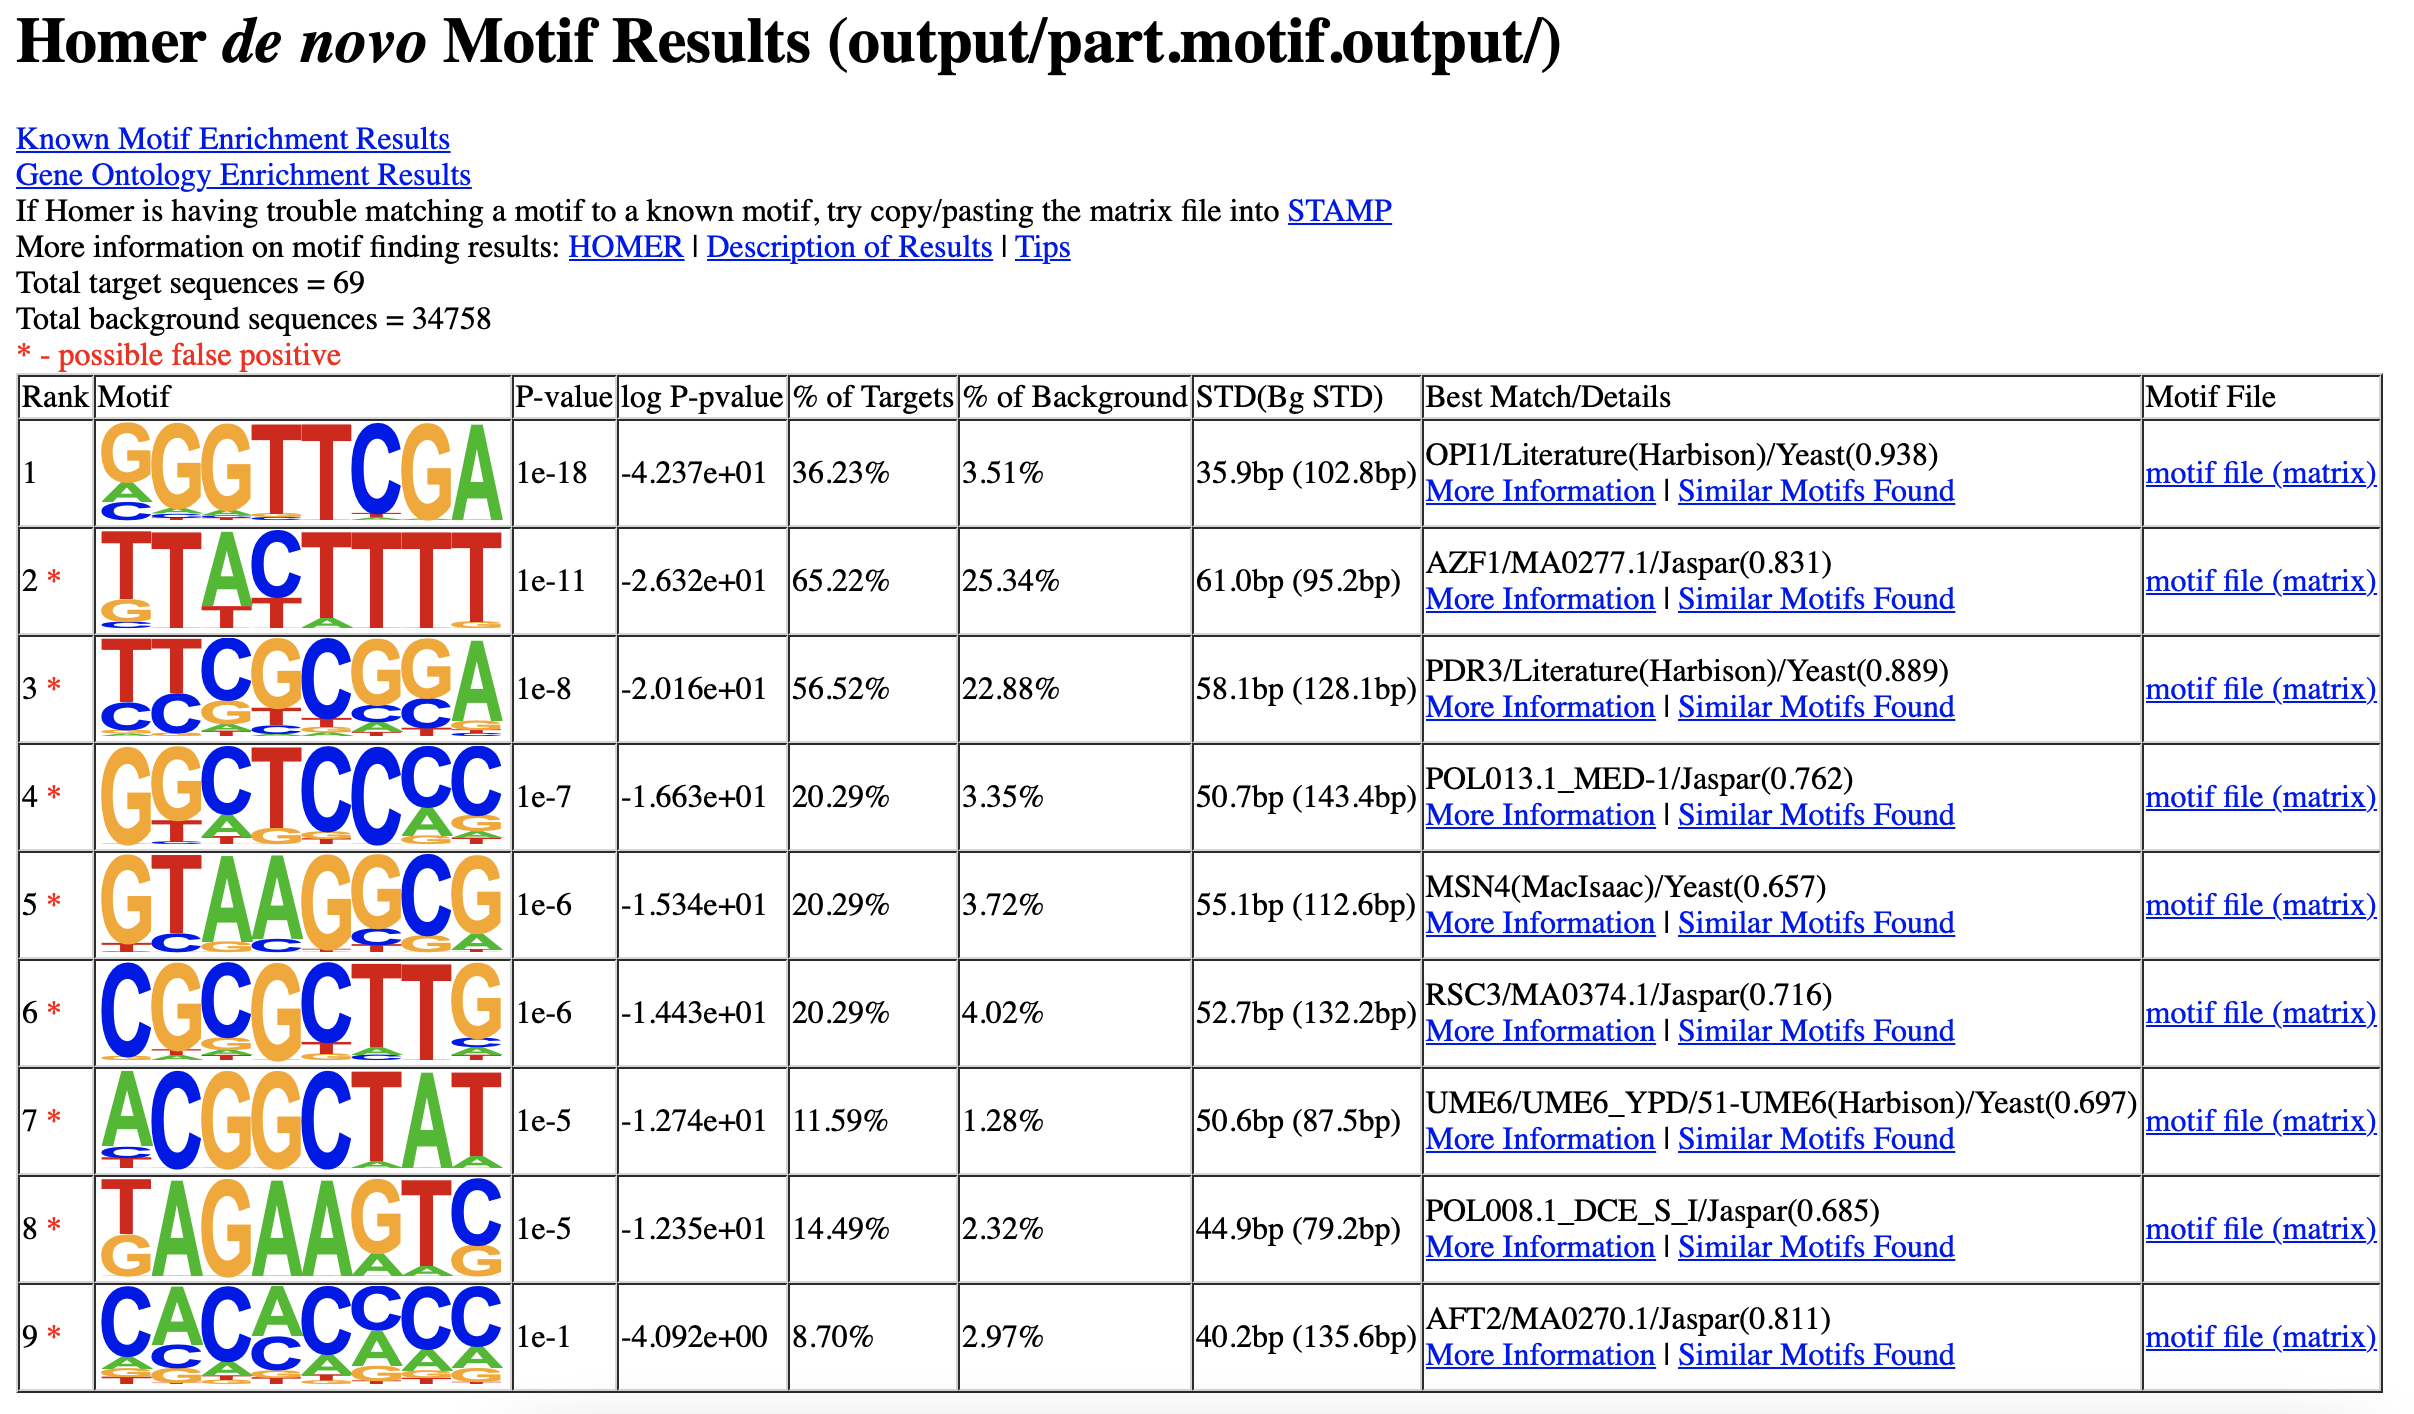 Homer de novo Motif Results (output/part.motif.output/)
Known Motif Enrichment Results
Gene Ontology Enrichment Results
If Homer is having trouble matching a motif to a known motif, try copy/pasting the matrix file into STAMP
More information on motif finding results: HOMER | Description of Results | Tips
Total target sequences = 69
Total background sequences = 34758
* - possible false positive
Rank Motif P-value log P-pvalue % of Targets % of Background STD(Bg STD) Best Match/Details Motif File
1 GGGTTCGA 1e-18 -4.237e+01 36.23% 3.51% 35.9bp (102.8bp) OPI1/Literature(Harbison)/Yeast(0.938) motif file (matrix)
More Information | Similar Motifs Found
2 * TTACTTTT 1e-11 -2.632e+01 65.22% 25.34% 61.0bp (95.2bp) AZF1/MA0277.1/Jaspar(0.831) motif file (matrix)
More Information | Similar Motifs Found
3 * TTCGCGGA 1e-8 -2.016e+01 56.52% 22.88% 58.1bp (128.1bp) PDR3/Literature(Harbison)/Yeast(0.889) motif file (matrix)
More Information | Similar Motifs Found
4 * GGCTCCCC 1e-7 -1.663e+01 20.29% 3.35% 50.7bp (143.4bp) POL013.1_MED-1/Jaspar(0.762) motif file (matrix)
More Information | Similar Motifs Found
5 * GTAAGGCG 1e-6 -1.534e+01 20.29% 3.72% 55.1bp (112.6bp) MSN4(MacIsaac)/Yeast(0.657) motif file (matrix)
More Information | Similar Motifs Found
6 * CGCGCTTG 1e-6 -1.443e+01 20.29% 4.02% 52.7bp (132.2bp) RSC3/MA0374.1/Jaspar(0.716) motif file (matrix)
More Information | Similar Motifs Found
7 * ACGGCTAT 1e-5 -1.274e+01 11.59% 1.28% 50.6bp (87.5bp) UME6/UME6_YPD/51-UME6(Harbison)/Yeast(0.697) motif file (matrix)
More Information | Similar Motifs Found
8 * TAGAAGTC 1e-5 -1.235e+01 14.49% 2.32% 44.9bp (79.2bp) POL008.1_DCE_S_I/Jaspar(0.685) motif file (matrix)
More Information | Similar Motifs Found
9 * CACACCCC 1e-1 -4.092e+00 8.70% 2.97% 40.2bp (135.6bp) AFT2/MA0270.1/Jaspar(0.811) motif file (matrix)
More Information | Similar Motifs Found